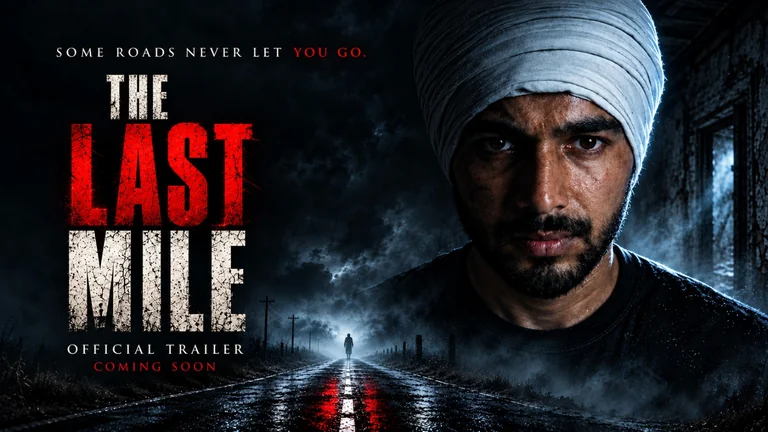 SOME ROADS NEVER LET YOU GO.
THE
LAST
MILE
OFFICIAL TRAILER
COMING SOON